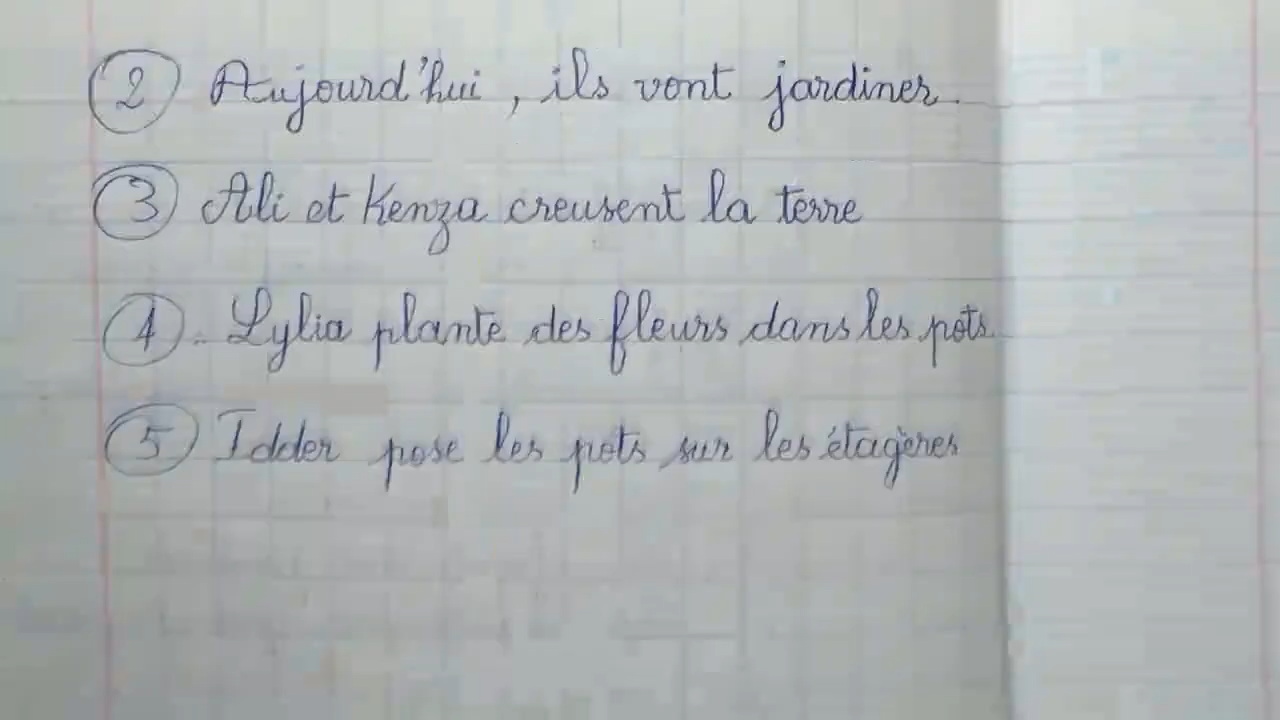 2 Aujourd'hui, ils vont jardiner.
3 Ali et Kenza creusent la terre
4. Lylia plante des fleurs dans les pots.
5 Idder pose les pots sur les étagères